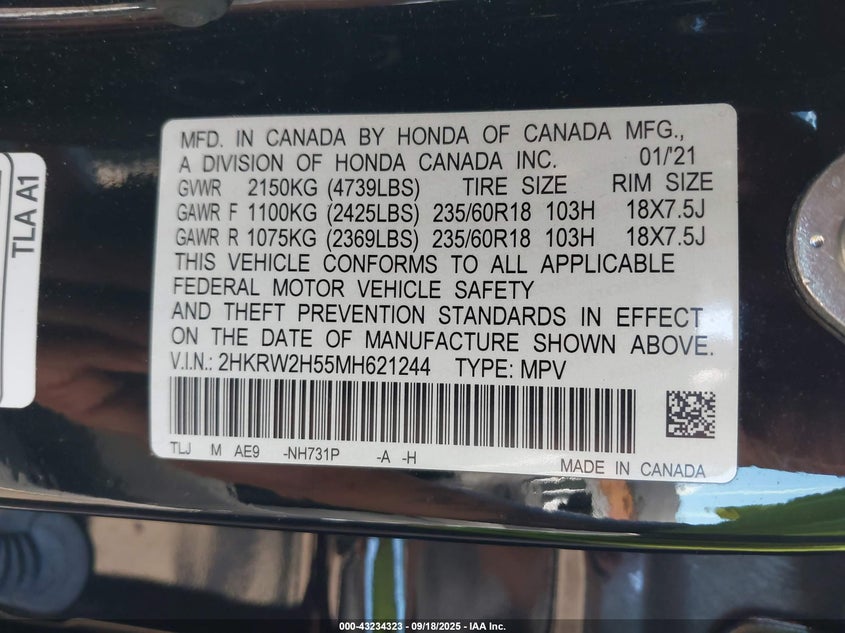 MFD. IN CANADA BY HONDA OF CANADA MFG.,
A DIVISION OF HONDA CANADA INC. 01/'21
GVWR 2150KG (4739LBS) TIRE SIZE RIM SIZE
GAWR F 1100KG (2425LBS) 235/60R18 103H 18X7.5J
GAWR R 1075KG (2369LBS) 235/60R18 103H 18X7.5J
THIS VEHICLE CONFORMS TO ALL APPLICABLE
FEDERAL MOTOR VEHICLE SAFETY
AND THEFT PREVENTION STANDARDS IN EFFECT
ON THE DATE OF MANUFACTURE SHOWN ABOVE.
V.I.N.: 2HKRW2H55MH621244 TYPE: MPV
TLJ M AE9 -NH731P -A -H
MADE IN CANADA
TLA A1
000-43234323 - 09/18/2025 - IAA Inc.